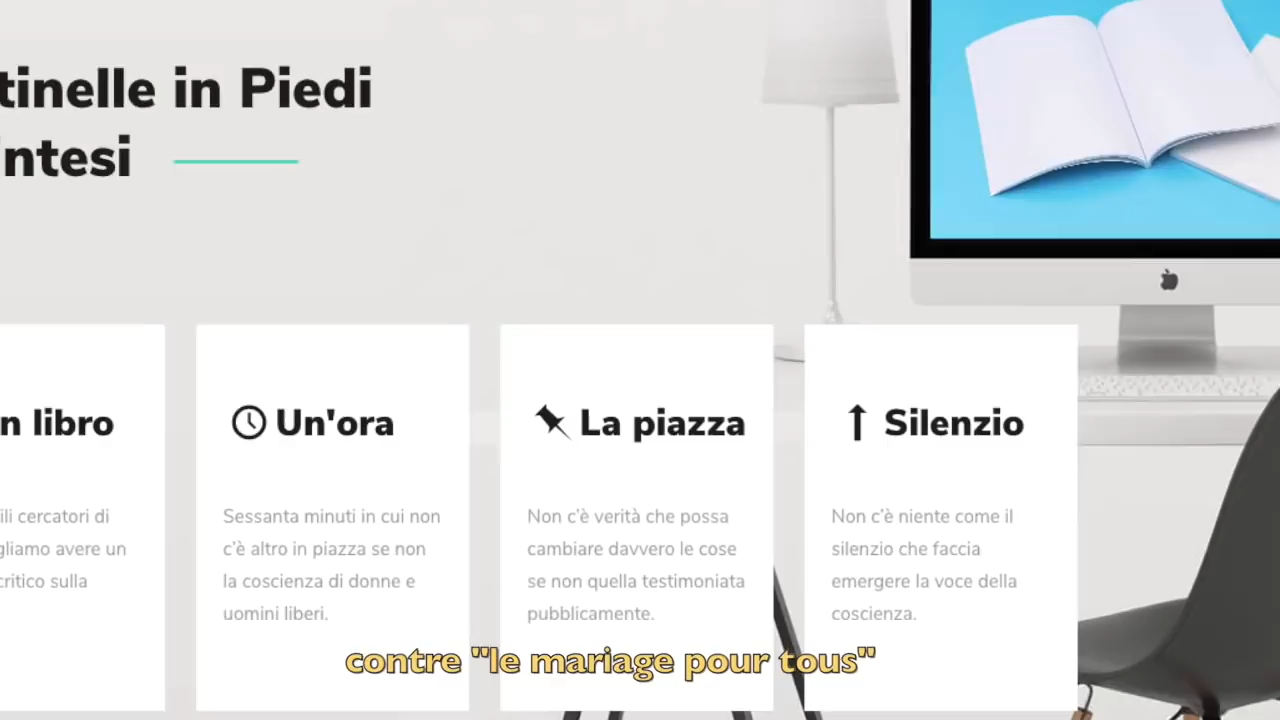 tinelle in Piedi
ntesi
n libro
ili cercatori di
gliamo avere un
critico sulla
Un'ora
Sessanta minuti in cui non
c'è altro in piazza se non
la coscienza di donne e
uomini liberi.
La piazza
Non c'è verità che possa
cambiare davvero le cose
se non quella testimoniata
pubblicamente.
Silenzio
Non c'è niente come il
silenzio che faccia
emergere la voce della
coscienza.
contre "le mariage pour tous"